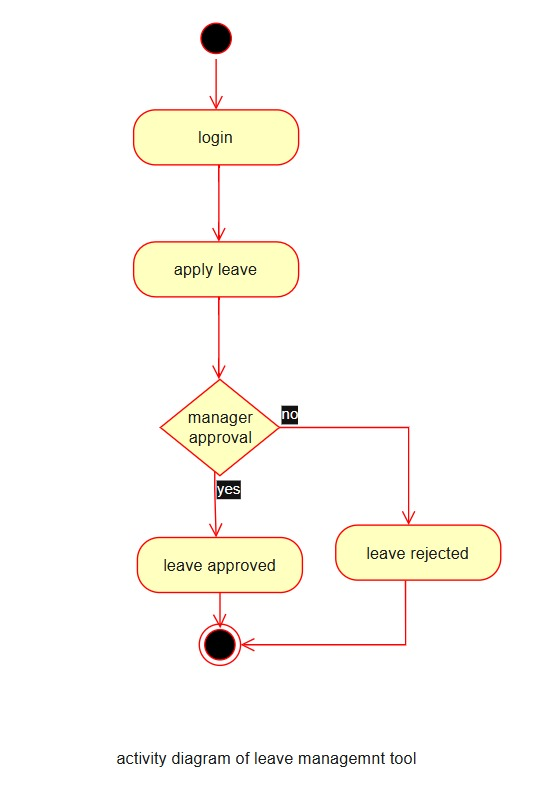 login
apply leave
manager
approval
no
yes
leave approved
leave rejected
activity diagram of leave managemnt tool